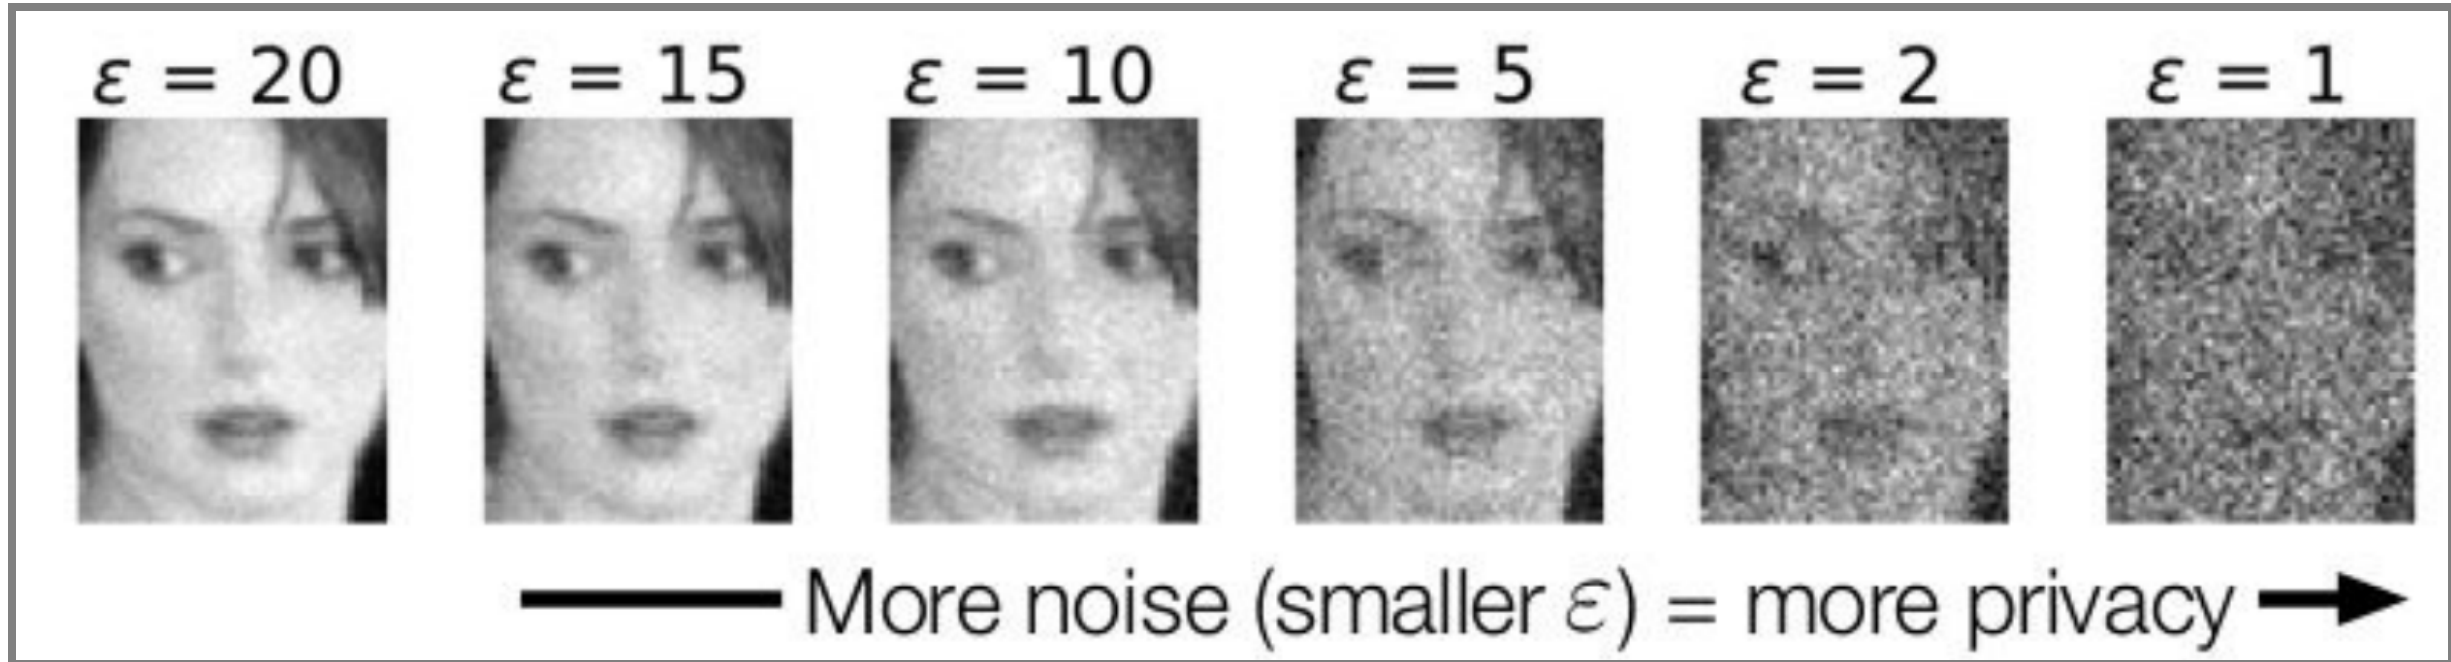 ε = 20 ε = 15 ε = 10 ε = 5 ε = 2 ε = 1
More noise (smaller ε) = more privacy